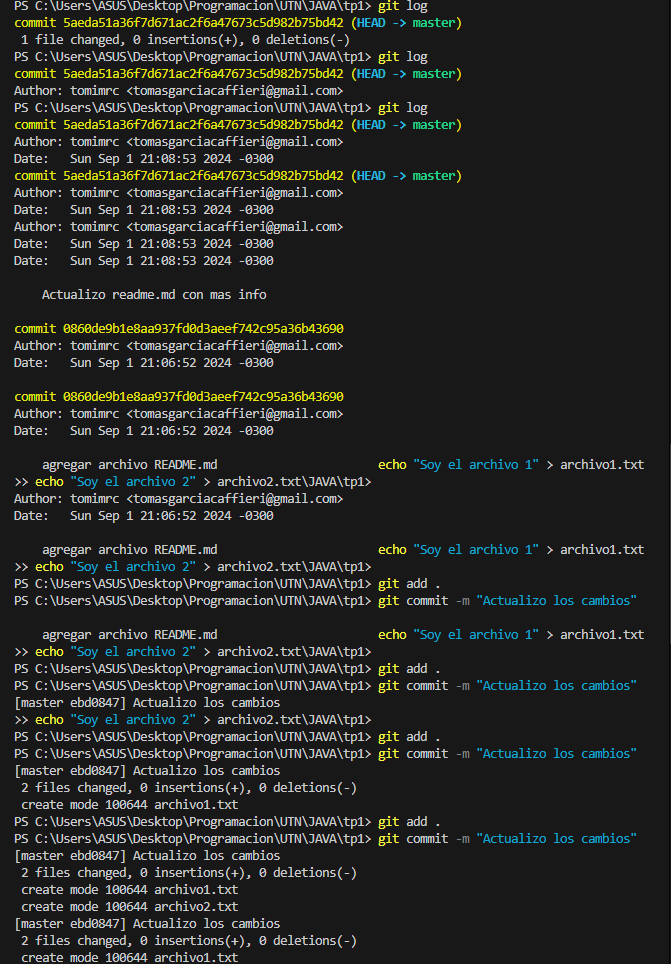 PS C:\Users\ASUS\Desktop\Programacion\UTN\JAVA\tp1> git log
commit 5aeda51a36f7d671ac2f6a47673c5d982b75bd42 (HEAD -> master)
 1 file changed, 0 insertions(+), 0 deletions(-)
PS C:\Users\ASUS\Desktop\Programacion\UTN\JAVA\tp1> git log
commit 5aeda51a36f7d671ac2f6a47673c5d982b75bd42 (HEAD -> master)
Author: tomimrc <tomasgarciacaffieri@gmail.com>
PS C:\Users\ASUS\Desktop\Programacion\UTN\JAVA\tp1> git log
commit 5aeda51a36f7d671ac2f6a47673c5d982b75bd42 (HEAD -> master)
Author: tomimrc <tomasgarciacaffieri@gmail.com>
Date:   Sun Sep 1 21:08:53 2024 -0300
commit 5aeda51a36f7d671ac2f6a47673c5d982b75bd42 (HEAD -> master)
Author: tomimrc <tomasgarciacaffieri@gmail.com>
Date:   Sun Sep 1 21:08:53 2024 -0300
Author: tomimrc <tomasgarciacaffieri@gmail.com>
Date:   Sun Sep 1 21:08:53 2024 -0300
Date:   Sun Sep 1 21:08:53 2024 -0300
    Actualizo readme.md con mas info
commit 0860de9b1e8aa937fd0d3aeef742c95a36b43690
Author: tomimrc <tomasgarciacaffieri@gmail.com>
Date:   Sun Sep 1 21:06:52 2024 -0300
commit 0860de9b1e8aa937fd0d3aeef742c95a36b43690
Author: tomimrc <tomasgarciacaffieri@gmail.com>
Date:   Sun Sep 1 21:06:52 2024 -0300
    agregar archivo README.md                       echo "Soy el archivo 1" > archivo1.txt
>> echo "Soy el archivo 2" > archivo2.txt\JAVA\tp1>
Author: tomimrc <tomasgarciacaffieri@gmail.com>
Date:   Sun Sep 1 21:06:52 2024 -0300
    agregar archivo README.md                       echo "Soy el archivo 1" > archivo1.txt
>> echo "Soy el archivo 2" > archivo2.txt\JAVA\tp1>
PS C:\Users\ASUS\Desktop\Programacion\UTN\JAVA\tp1> git add .
PS C:\Users\ASUS\Desktop\Programacion\UTN\JAVA\tp1> git commit -m "Actualizo los cambios"
    agregar archivo README.md                       echo "Soy el archivo 1" > archivo1.txt
>> echo "Soy el archivo 2" > archivo2.txt\JAVA\tp1>
PS C:\Users\ASUS\Desktop\Programacion\UTN\JAVA\tp1> git add .
PS C:\Users\ASUS\Desktop\Programacion\UTN\JAVA\tp1> git commit -m "Actualizo los cambios"
[master ebd0847] Actualizo los cambios
>> echo "Soy el archivo 2" > archivo2.txt\JAVA\tp1>
PS C:\Users\ASUS\Desktop\Programacion\UTN\JAVA\tp1> git add .
PS C:\Users\ASUS\Desktop\Programacion\UTN\JAVA\tp1> git commit -m "Actualizo los cambios"
[master ebd0847] Actualizo los cambios
 2 files changed, 0 insertions(+), 0 deletions(-)
 create mode 100644 archivo1.txt
PS C:\Users\ASUS\Desktop\Programacion\UTN\JAVA\tp1> git add .
PS C:\Users\ASUS\Desktop\Programacion\UTN\JAVA\tp1> git commit -m "Actualizo los cambios"
[master ebd0847] Actualizo los cambios
 2 files changed, 0 insertions(+), 0 deletions(-)
 create mode 100644 archivo1.txt
 create mode 100644 archivo2.txt
[master ebd0847] Actualizo los cambios
 2 files changed, 0 insertions(+), 0 deletions(-)
 create mode 100644 archivo1.txt